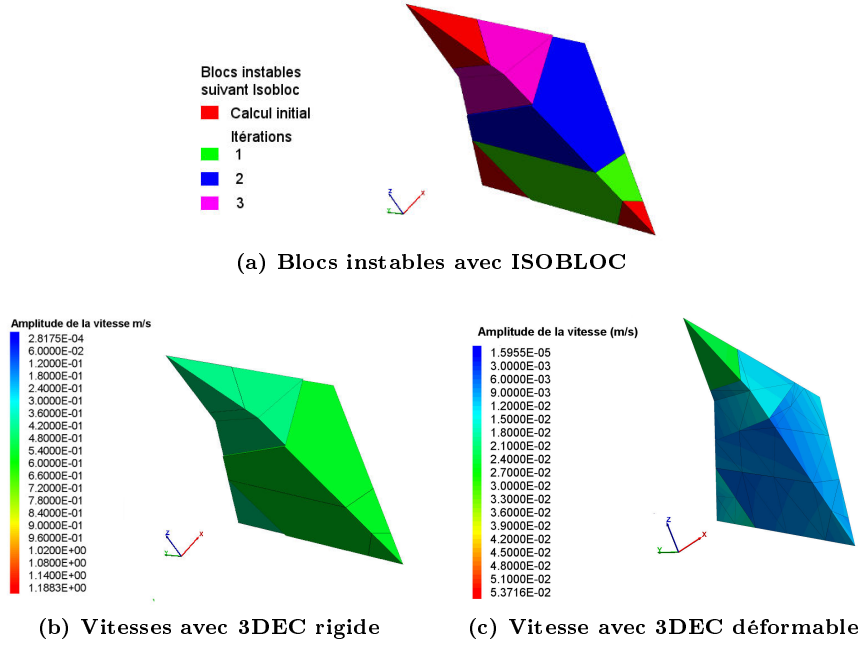 Blocs instables
suivant Isobloc
Calcul initial
Itérations
1
2
3
Z
X
Y
(a) Blocs instables avec ISOBLOC
Amplitude de la vitesse m/s
2.8175E-04
6.0000E-02
1.2000E-01
1.8000E-01
2.4000E-01
3.0000E-01
3.6000E-01
4.2000E-01
4.8000E-01
5.4000E-01
6.0000E-01
6.6000E-01
7.2000E-01
7.8000E-01
8.4000E-01
9.0000E-01
9.6000E-01
1.0200E+00
1.0800E+00
1.1400E+00
1.1883E+00
Z
X
Y
(b) Vitesses avec 3DEC rigide
Amplitude de la vitesse (m/s)
1.5955E-05
3.0000E-03
6.0000E-03
9.0000E-03
1.2000E-02
1.5000E-02
1.8000E-02
2.1000E-02
2.4000E-02
2.7000E-02
3.0000E-02
3.3000E-02
3.6000E-02
3.9000E-02
4.2000E-02
4.5000E-02
4.8000E-02
5.1000E-02
5.3716E-02
Z
X
Y
(c) Vitesse avec 3DEC déformable